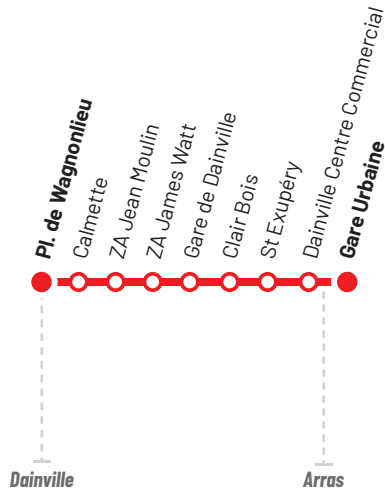 Pl. de Wagnonlieu
Calmette
ZA Jean Moulin
ZA James Watt
Gare de Dainville
Clair Bois
St Exupéry
Dainville Centre Commercial
Gare Urbaine
Dainville
Arras